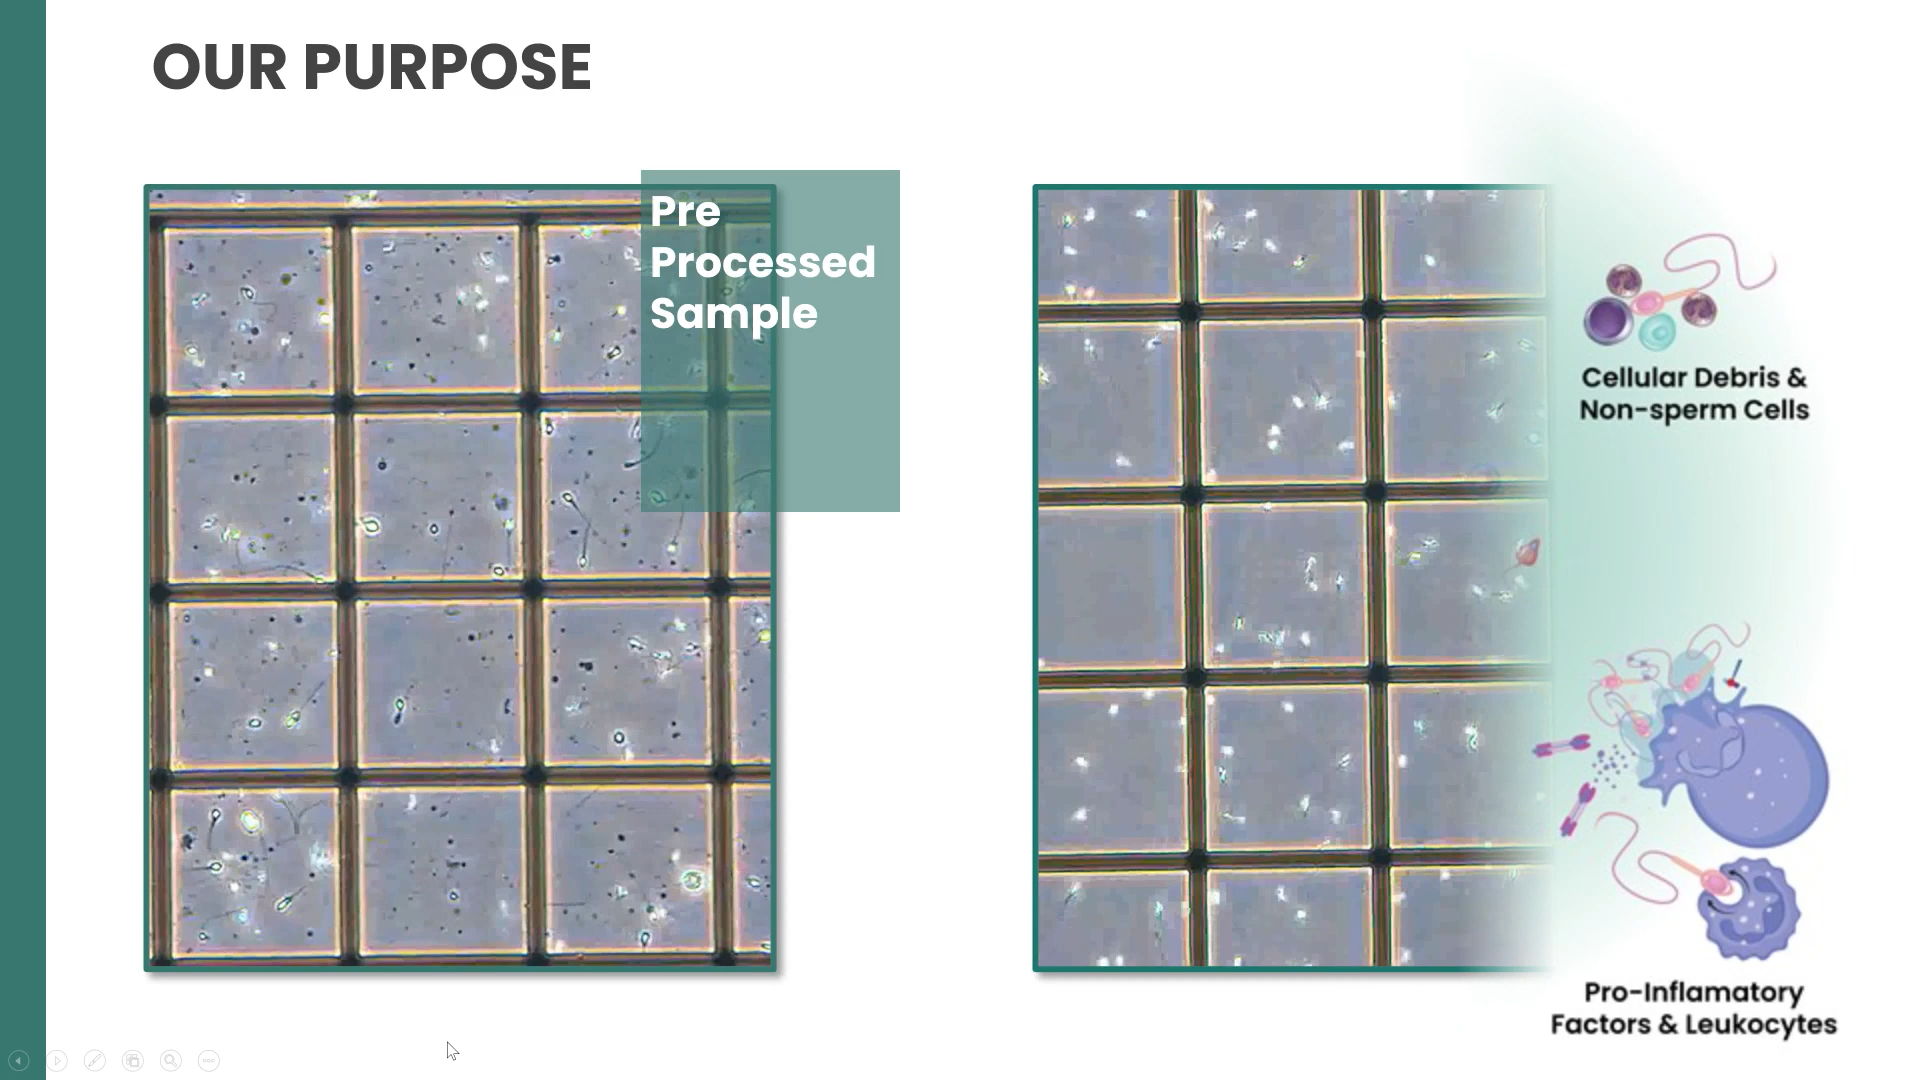 OUR PURPOSE
Pre
Processed
Sample
Cellular Debris &
Non-sperm Cells
Pro-Inflamatory
Factors & Leukocytes